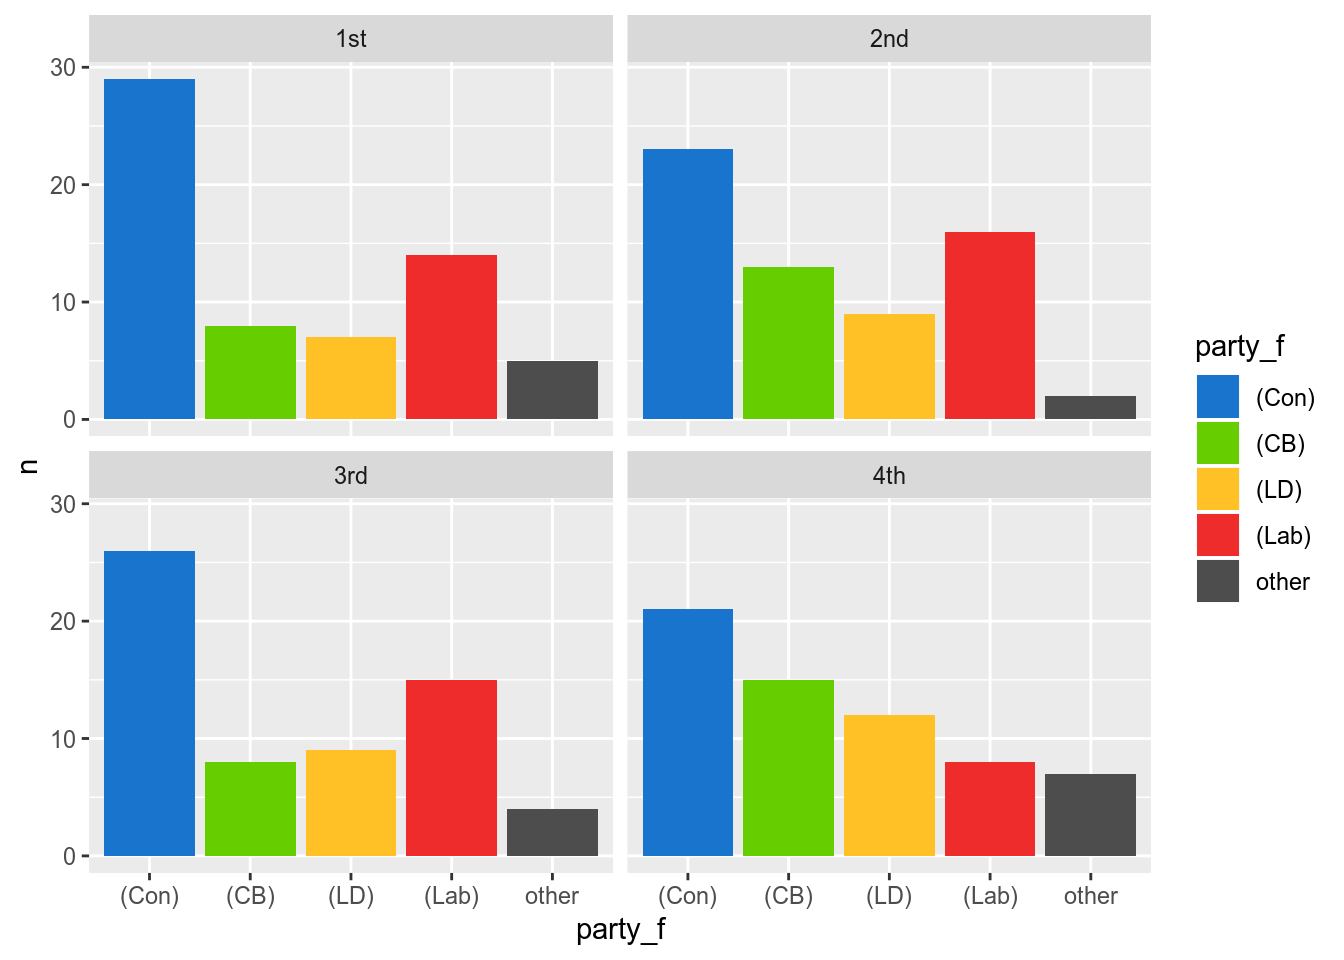 1st
2nd
30
20
10
0
3rd
4th
30
20
10
0
n
(Con)
(CB)
(LD)
(Lab)
other
(Con)
(CB)
(LD)
(Lab)
other
party_f
party_f
(Con)
(CB)
(LD)
(Lab)
other